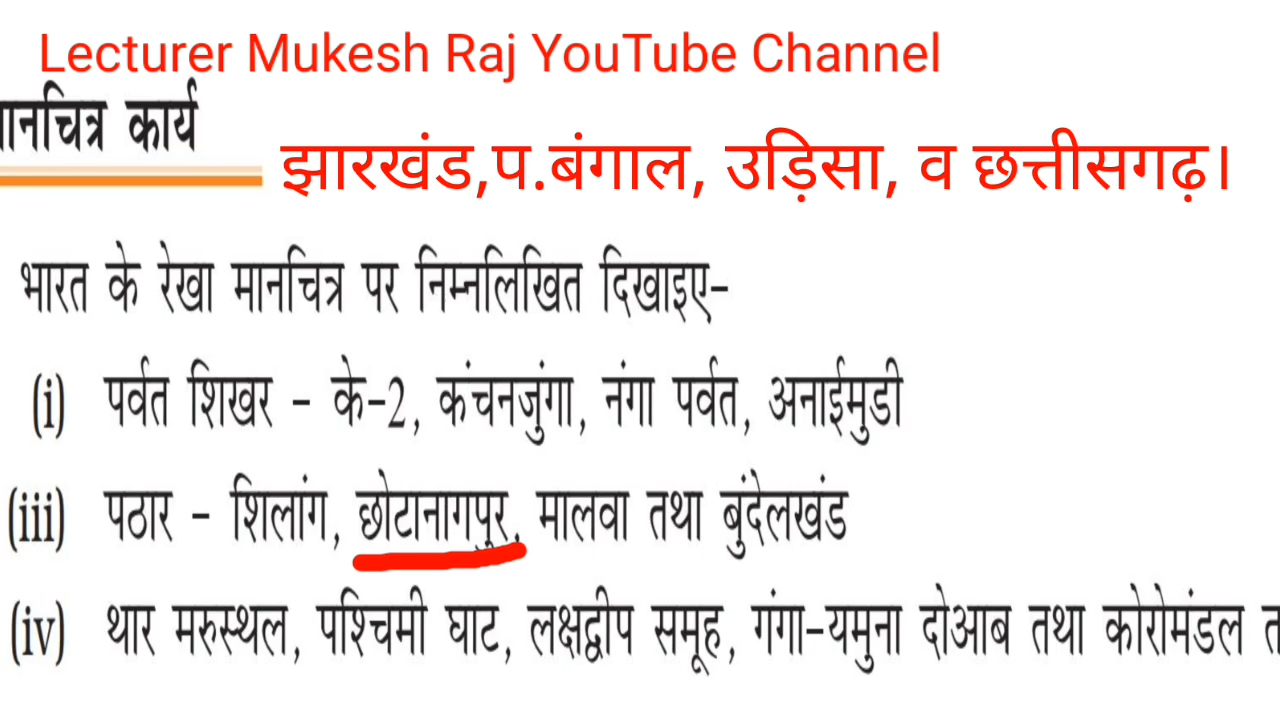 Lecturer Mukesh Raj YouTube Channel
मानचित्र कार्य
झारखंड,प.बंगाल, उड़िसा, व छत्तीसगढ़।
भारत के रेखा मानचित्र पर निम्नलिखित दिखाइए–
(i) पर्वत शिखर – के–2, कंचनजुंगा, नंगा पर्वत, अनाईमुडी
(iii) पठार – शिलांग, छोटानागपुर, मालवा तथा बुंदेलखंड
(iv) थार मरुस्थल, पश्चिमी घाट, लक्षद्वीप समूह, गंगा–यमुना दोआब तथा कोरोमंडल